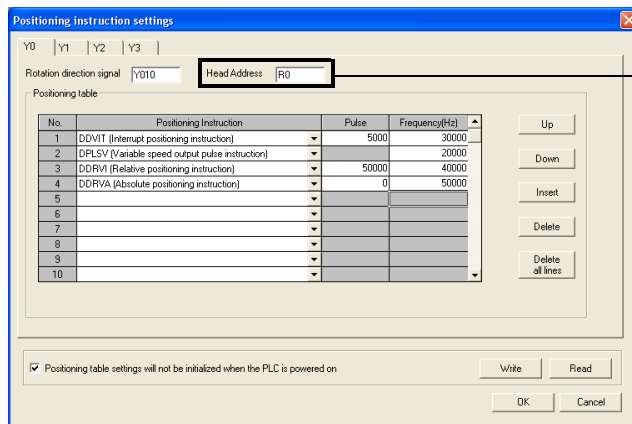 Positioning instruction settings
Y0 Y1 Y2 Y3
Rotation direction signal Y010 Head Address R0
Positioning table
No. Positioning Instruction Pulse Frequency(Hz)
1 DDVIT (Interrupt positioning instruction) 5000 30000
2 DPLSV (Variable speed output pulse instruction) 20000
3 DDRVI (Relative positioning instruction) 50000 40000
4 DDRVA (Absolute positioning instruction) 0 50000
5
6
7
8
9
10
Up
Down
Insert
Delete
Delete
all lines
Positioning table settings will not be initialized when the PLC is powered on
Write Read
OK Cancel